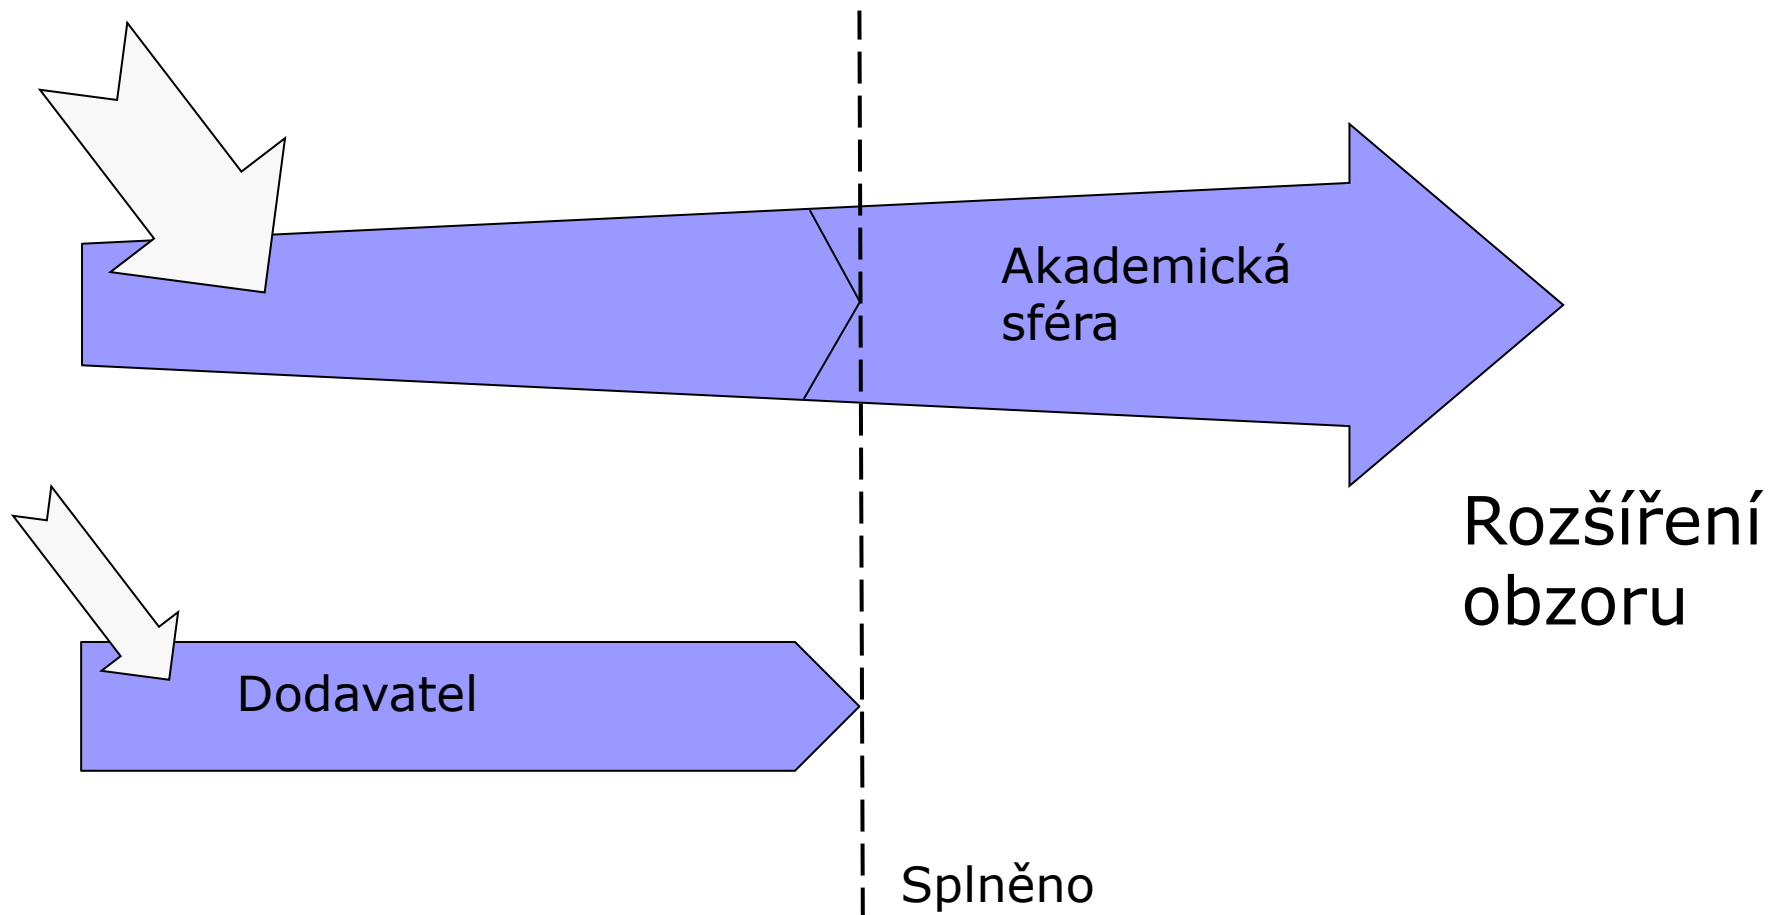 Akademická
sféra
Rozšíření
obzoru
Dodavatel
Splněno